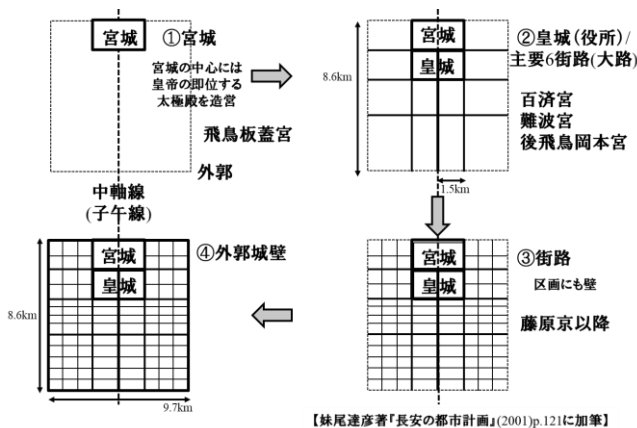 宮城
①宮城
宮城の中心には
皇帝の即位する
太極殿を造営
飛鳥板蓋宮
外郭
中軸線
(子午線)
宮城
皇城
②皇城(役所)/
主要6街路(大路)
8.6km
百済宮
難波宮
後飛鳥岡本宮
1.5km
宮城
皇城
③街路
区画にも壁
藤原京以降
宮城
皇城
④外郭城壁
8.6km
9.7km
【妹尾達彦著『長安の都市計画』(2001)p.121に加筆】